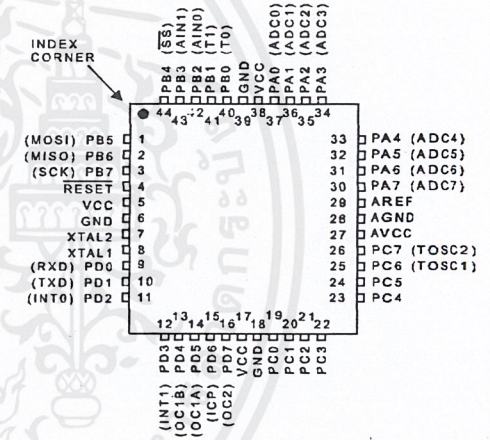 INDEX
CORNER
PB4 (SS)
PB3 (AIN1)
PB2 (AIN0)
PB1 (T1)
PB0 (T0)
GND
VCC
PA0 (ADC0)
PA1 (ADC1)
PA2 (ADC2)
PA3 (ADC3)
44 43 42 41 40 39 38 37 36 35 34
(MOSI) PB5 1
(MISO) PB6 2
(SCK) PB7 3
RESET 4
VCC 5
GND 6
XTAL2 7
XTAL1 8
(RXD) PD0 9
(TXD) PD1 10
(INT0) PD2 11
33 PA4 (ADC4)
32 PA5 (ADC5)
31 PA6 (ADC6)
30 PA7 (ADC7)
29 AREF
28 AGND
27 AVCC
26 PC7 (TOSC2)
25 PC6 (TOSC1)
24 PC5
23 PC4
12 13 14 15 16 17 18 19 20 21 22
(INT1) PD3
(OC1B) PD4
(OC1A) PD5
(ICP) PD6
(OC2) PD7
VCC
GND
PC0
PC1
PC2
PC3